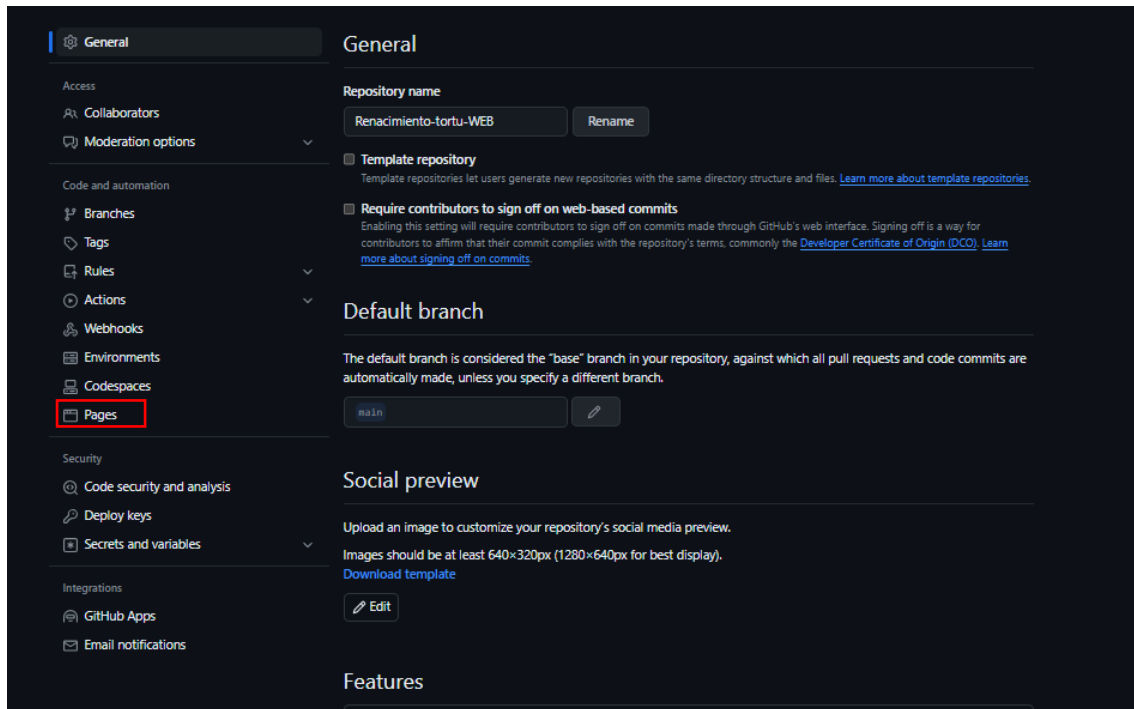 General
Access
Collaborators
Moderation options
Code and automation
Branches
Tags
Rules
Actions
Webhooks
Environments
Codespaces
Pages
Security
Code security and analysis
Deploy keys
Secrets and variables
Integrations
GitHub Apps
Email notifications
General
Repository name
Renacimiento-tortu-WEB
Rename
Template repository
Template repositories let users generate new repositories with the same directory structure and files. Learn more about template repositories.
Require contributors to sign off on web-based commits
Enabling this setting will require contributors to sign off on commits made through GitHub's web interface. Signing off is a way for
contributors to affirm that their commit complies with the repository's terms, commonly the Developer Certificate of Origin (DCO). Learn
more about signing off on commits.
Default branch
The default branch is considered the "base" branch in your repository, against which all pull requests and code commits are
automatically made, unless you specify a different branch.
main
Social preview
Upload an image to customize your repository's social media preview.
Images should be at least 640×320px (1280×640px for best display).
Download template
Edit
Features